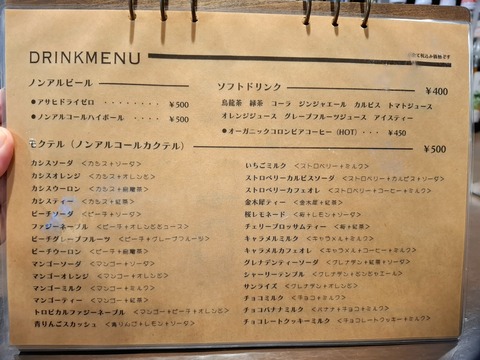 DRINKMENU
全て税込み価格です
ノンアルビール
●アサヒドライゼロ ········ ¥500
●ノンアルコールハイボール ····· ¥500
ソフトドリンク ¥400
烏龍茶 緑茶 コーラ ジンジャエール カルピス トマトジュース
オレンジジュース グレープフルーツジュース アイスティー
●オーガニックコロンビアコーヒー（HOT）··· ¥450
モクテル（ノンアルコールカクテル） ¥500
カシスソーダ <カシス+ソーダ>
カシスオレンジ <カシス+オレンジ>
カシスウーロン <カシス+烏龍茶>
カシスティー <カシス+紅茶>
ピーチソーダ <ピーチ+ソーダ>
ファジーネーブル <ピーチ+オレンジジュース>
ピーチグレープフルーツ <ピーチ+グレープフルーツ>
ピーチウーロン <ピーチ+烏龍茶>
マンゴーソーダ <マンゴー+ソーダ>
マンゴーオレンジ <マンゴー+オレンジ>
マンゴーミルク <マンゴー+ミルク>
マンゴーティー <マンゴー+紅茶>
トロピカルファジーネーブル <マンゴー+ピーチ+オレンジ>
青りんごスカッシュ <青りんご+レモン+ソーダ>
いちごミルク <ストロベリー+ミルク>
ストロベリーカルピスソーダ <ストロベリー+カルピス+ソーダ>
ストロベリーカフェオレ <ストロベリー+コーヒー+ミルク>
金木犀ティー <金木犀+紅茶>
桜レモネード <桜+レモン+ソーダ>
チェリーブロッサムティー <桜+紅茶>
キャラメルミルク <キャラメル+ミルク>
キャラメルカフェオレ <キャラメル+コーヒー+ミルク>
グレナデンティーソーダ <グレナデン+紅茶+ソーダ>
シャーリーテンプル <グレナデン+ジンジャエール>
サンライズ <グレナデン+オレンジ>
チョコミルク <チョコ+ミルク>
チョコバナナミルク <バナナ+チョコ+ミルク>
チョコレートクッキーミルク <チョコレートクッキー+ミルク>